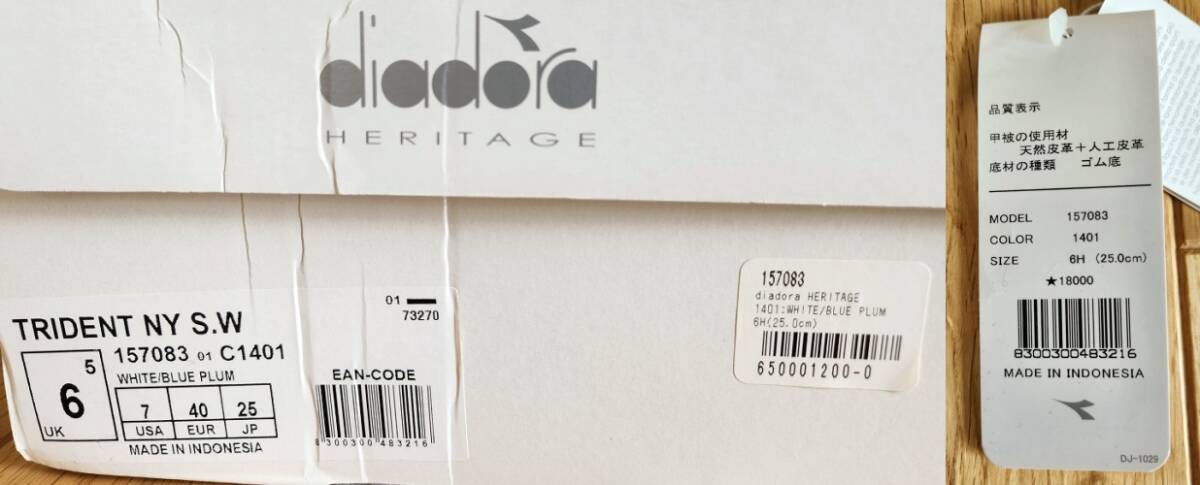 diadora
HERITAGE
01
73270
TRIDENT NY S.W
157083 01 C1401
WHITE/BLUE PLUM
6 5
UK
7 40 25
USA EUR JP
MADE IN INDONESIA
EAN-CODE
8300300483216
157083
diadora HERITAGE
1401:WHITE/BLUE PLUM
6H(25.0cm)
650001200-0
品質表示
甲被の使用材
天然皮革+人工皮革
底材の種類 ゴム底
MODEL 157083
COLOR 1401
SIZE 6H (25.0cm)
★18000
8300300483216
MADE IN INDONESIA
DJ-1029